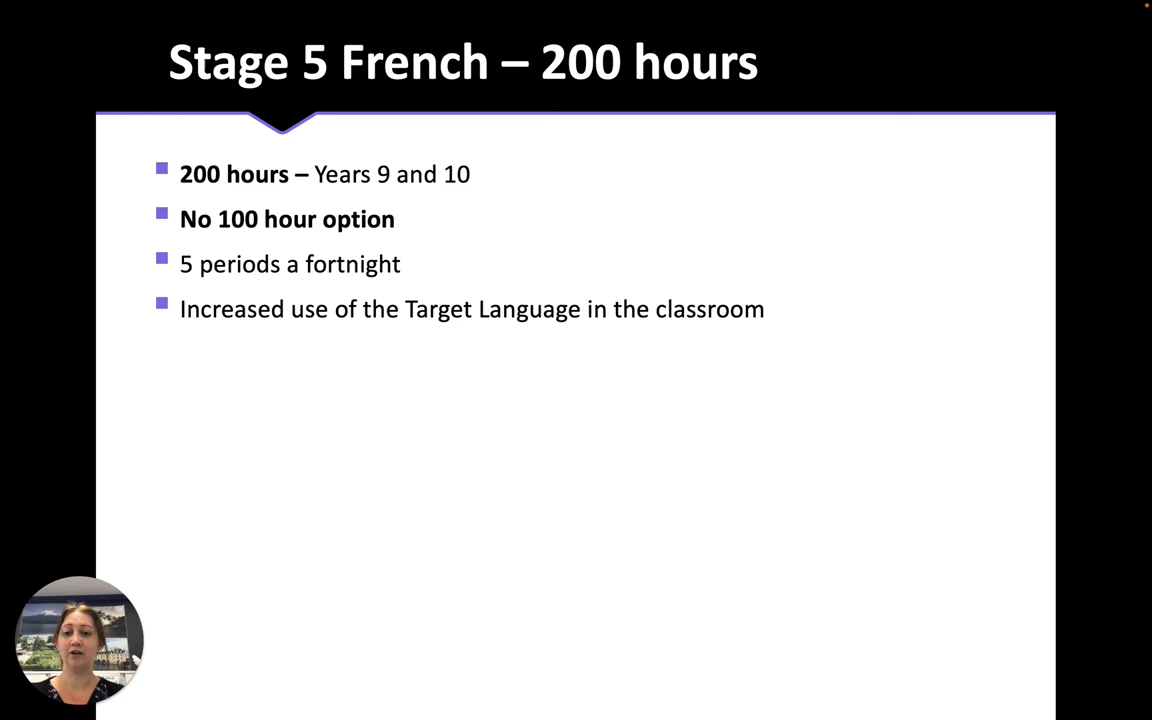 Stage 5 French – 200 hours
200 hours – Years 9 and 10
No 100 hour option
5 periods a fortnight
Increased use of the Target Language in the classroom